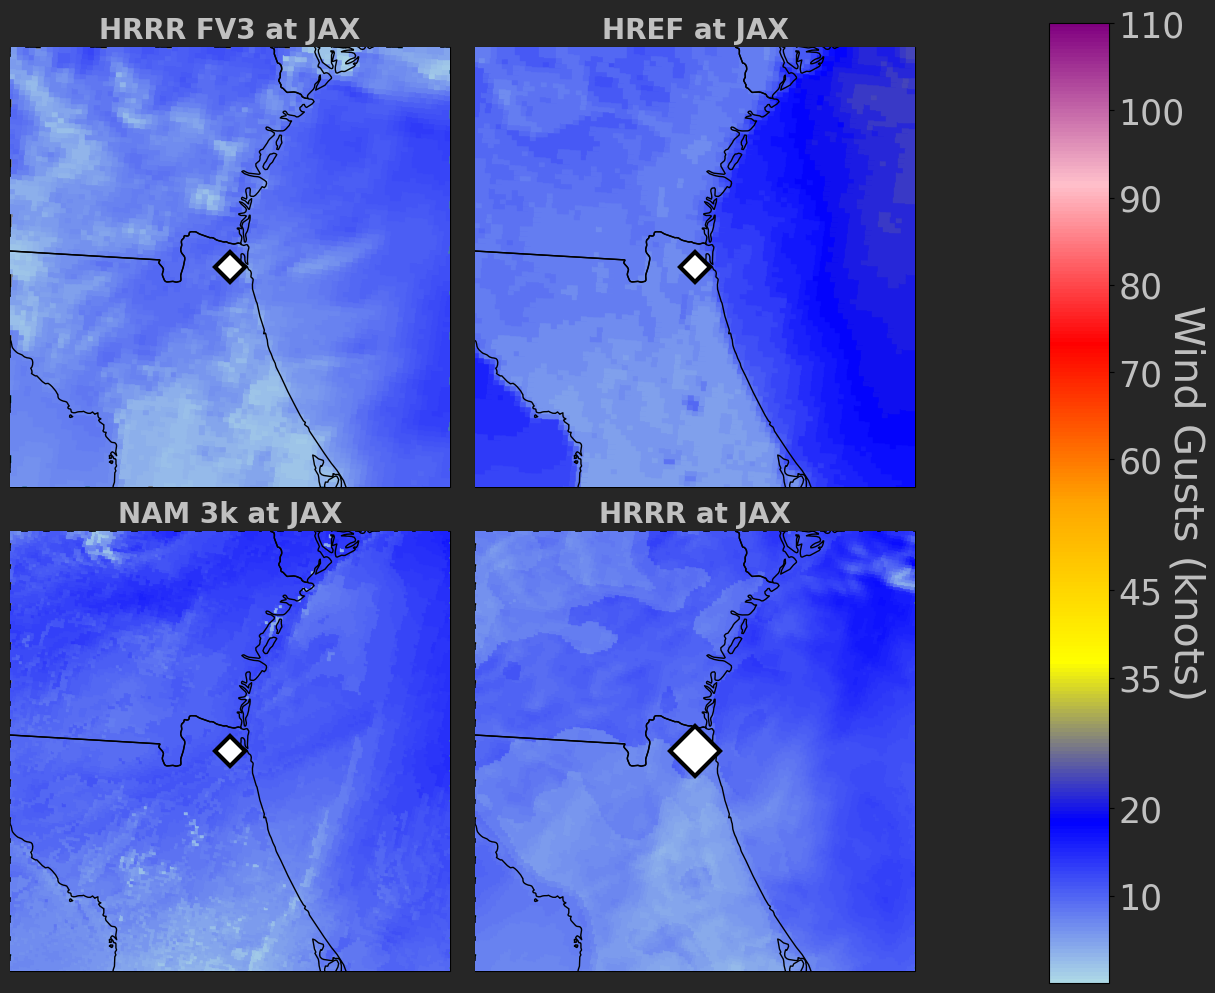 HRRR FV3 at JAX
HREF at JAX
NAM 3k at JAX
HRRR at JAX
110
100
90
80
70
60
45
35
20
10
Wind Gusts (knots)